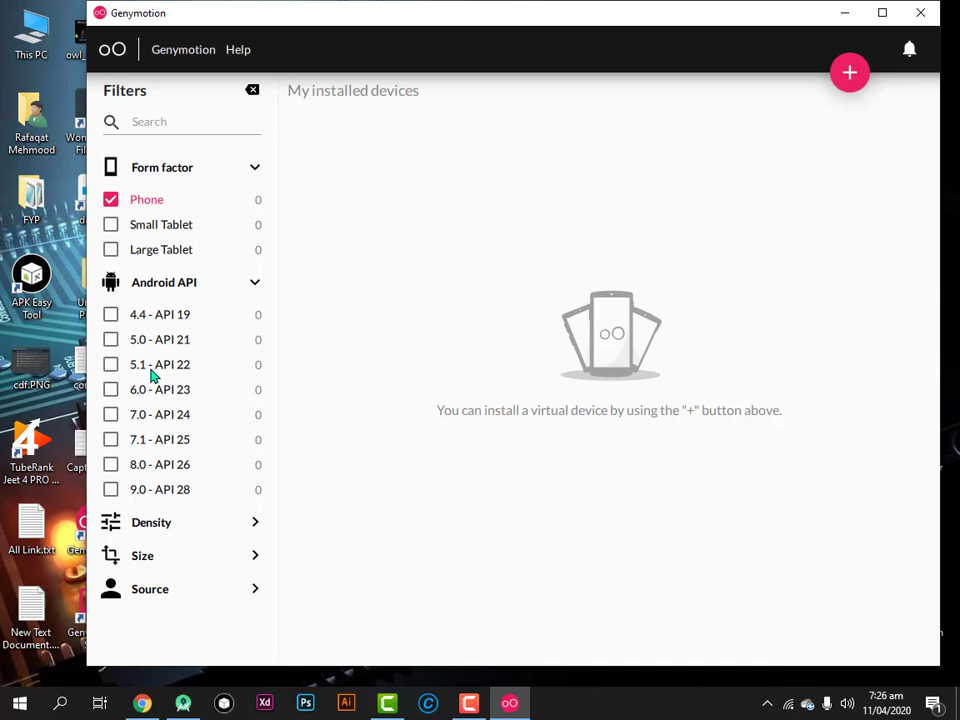 Genymotion
Genymotion Help
Filters
Search
Form factor
Phone 0
Small Tablet 0
Large Tablet 0
Android API
4.4 - API 19 0
5.0 - API 21 0
5.1 - API 22 0
6.0 - API 23 0
7.0 - API 24 0
7.1 - API 25 0
8.0 - API 26 0
9.0 - API 28 0
Density
Size
Source
My installed devices
You can install a virtual device by using the "+" button above.
This PC
owl_
Rafaqat
Mehmood
FYP
APK Easy
Tool
cdf.PNG
TubeRank
Jeet 4 PRO ...
All Link.txt
New Text
Document....
Xd
Ps
Ai
7:26 am
11/04/2020
1